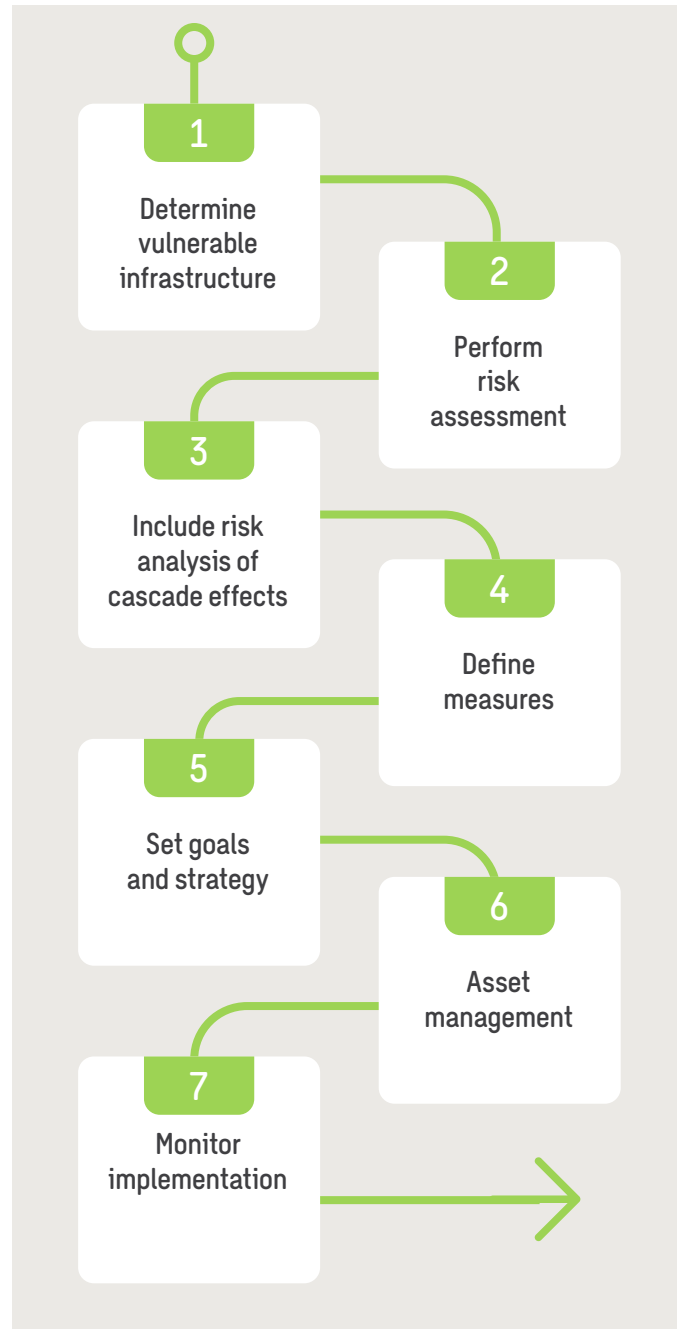 1
Determine
vulnerable
infrastructure
2
Perform
risk
assessment
3
Include risk
analysis of
cascade effects
4
Define
measures
5
Set goals
and strategy
6
Asset
management
7
Monitor
implementation